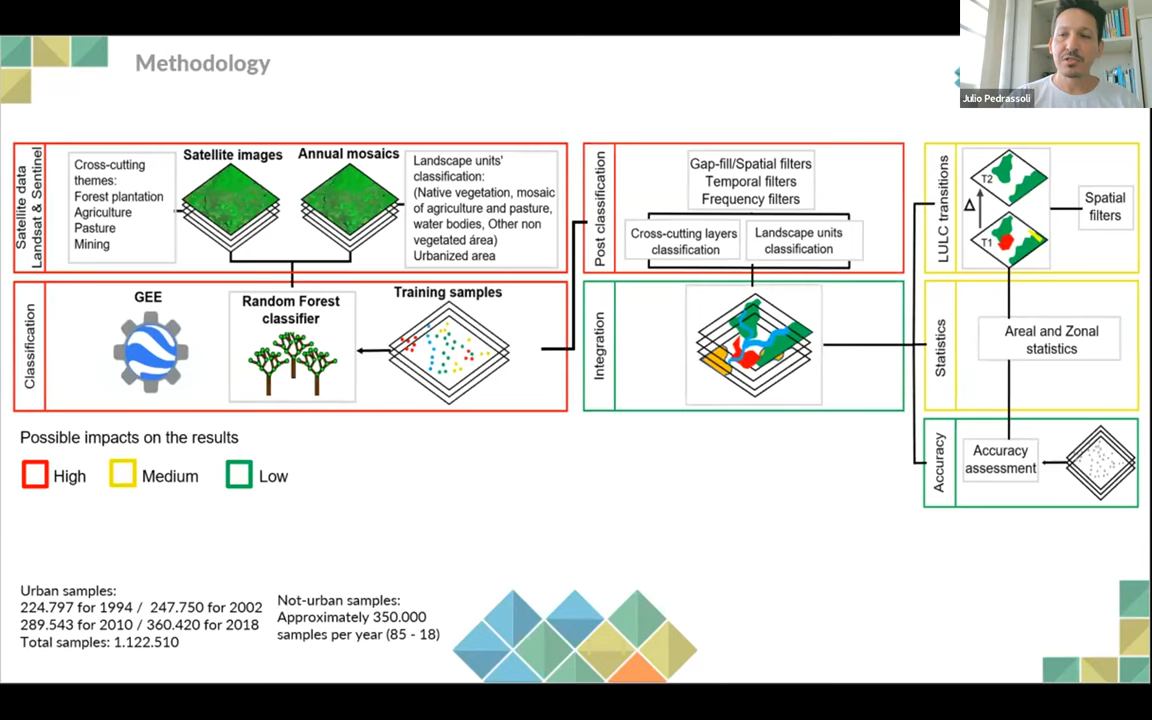 Methodology
Julio Pedrassoli
Satellite data
Landsat & Sentinel
Cross-cutting
themes:
Forest plantation
Agriculture
Pasture
Mining
Satellite images
Annual mosaics
Landscape units'
classification:
(Native vegetation, mosaic
of agriculture and pasture,
water bodies, Other non
vegetated área)
Urbanized area
Classification
GEE
Random Forest
classifier
Training samples
Post classification
Gap-fill/Spatial filters
Temporal filters
Frequency filters
Cross-cutting layers
classification
Landscape units
classification
Integration
LULC transitions
T2
Δ
T1
Spatial
filters
Statistics
Areal and Zonal
statistics
Accuracy
Accuracy
assessment
Possible impacts on the results
High
Medium
Low
Urban samples:
224.797 for 1994 / 247.750 for 2002
289.543 for 2010 / 360.420 for 2018
Total samples: 1.122.510
Not-urban samples:
Approximately 350.000
samples per year (85 - 18)